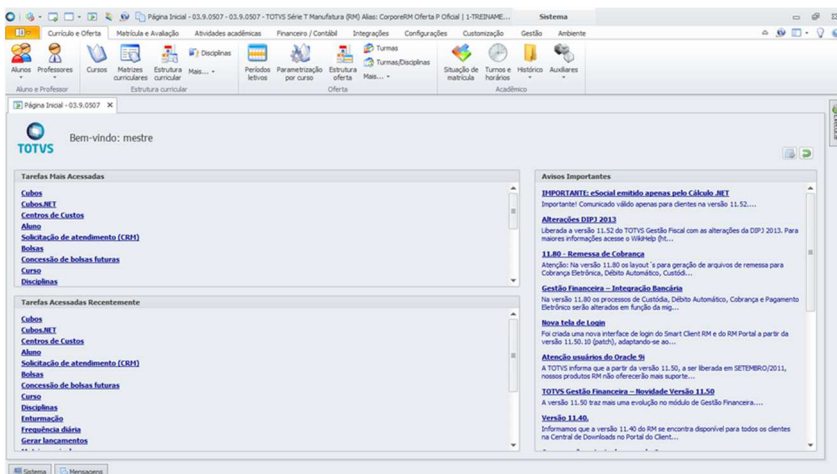 Página Inicial - 03.9.0507 - 03.9.0507 - TOTVS Série T Manufatura (RM) Alias: CorporeRM Oferta P Oficial | 1-TREINAME...
Sistema
Currículo e Oferta Matrícula e Avaliação Atividades acadêmicas Financeiro / Contábil Integrações Configurações Customização Gestão Ambiente
Alunos Professores
Aluno e Professor
Cursos Matrizes curriculares Estrutura curricular
Disciplinas
Mais...
Estrutura curricular
Períodos letivos Parametrização por curso Estrutura oferta
Turmas
Turmas/Disciplinas
Mais...
Oferta
Situação de matrícula Turnos e horários Histórico Auxiliares
Acadêmico
Página Inicial - 03.9.0507 X
TOTVS
Bem-vindo: mestre
Tarefas Mais Acessadas
Cubos
Cubos.NET
Centros de Custos
Aluno
Solicitação de atendimento (CRM)
Bolsas
Concessão de bolsas futuras
Curso
Disciplinas
Tarefas Acessadas Recentemente
Cubos
Cubos.NET
Centros de Custos
Aluno
Solicitação de atendimento (CRM)
Bolsas
Concessão de bolsas futuras
Curso
Disciplinas
Enturmação
Frequência diária
Gerar lançamentos
Avisos Importantes
IMPORTANTE: eSocial emitido apenas pelo Cálculo .NET
Importante! Comunicado válido apenas para clientes na versão 11.52....
Alterações DIPJ 2013
Liberada a versão 11.52 do TOTVS Gestão Fiscal com as alterações da DIPJ 2013. Para
maiores informações acesse o WikiHelp (ht...
11.80 - Remessa de Cobrança
Atenção: Na versão 11.80 os layout´s para geração de arquivos de remessa para
Cobrança Eletrônica, Débito Automático, Custódi...
Gestão Financeira – Integração Bancária
Na versão 11.80 os processos de Custódia, Débito Automático, Cobrança e Pagamento
Eletrônico serão alterados em função da mig...
Nova tela de Login
Foi criada uma nova interface de login do Smart Client RM e do RM Portal a partir da
versão 11.50.10 (patch), adaptando-se ao...
Atenção usuários do Oracle 9i
A TOTVS informa que a partir da versão 11.50, a ser liberada em SETEMBRO/2011,
nossos produtos RM não oferecerão mais suporte...
TOTVS Gestão Financeira – Novidade Versão 11.50
A versão 11.50 traz mais uma evolução no módulo de Gestão Financeira....
Versão 11.40.
Informamos que a versão 11.40 do RM se encontra disponível para todos os clientes
na Central de Downloads no Portal do Client...
Sistema Mensagens